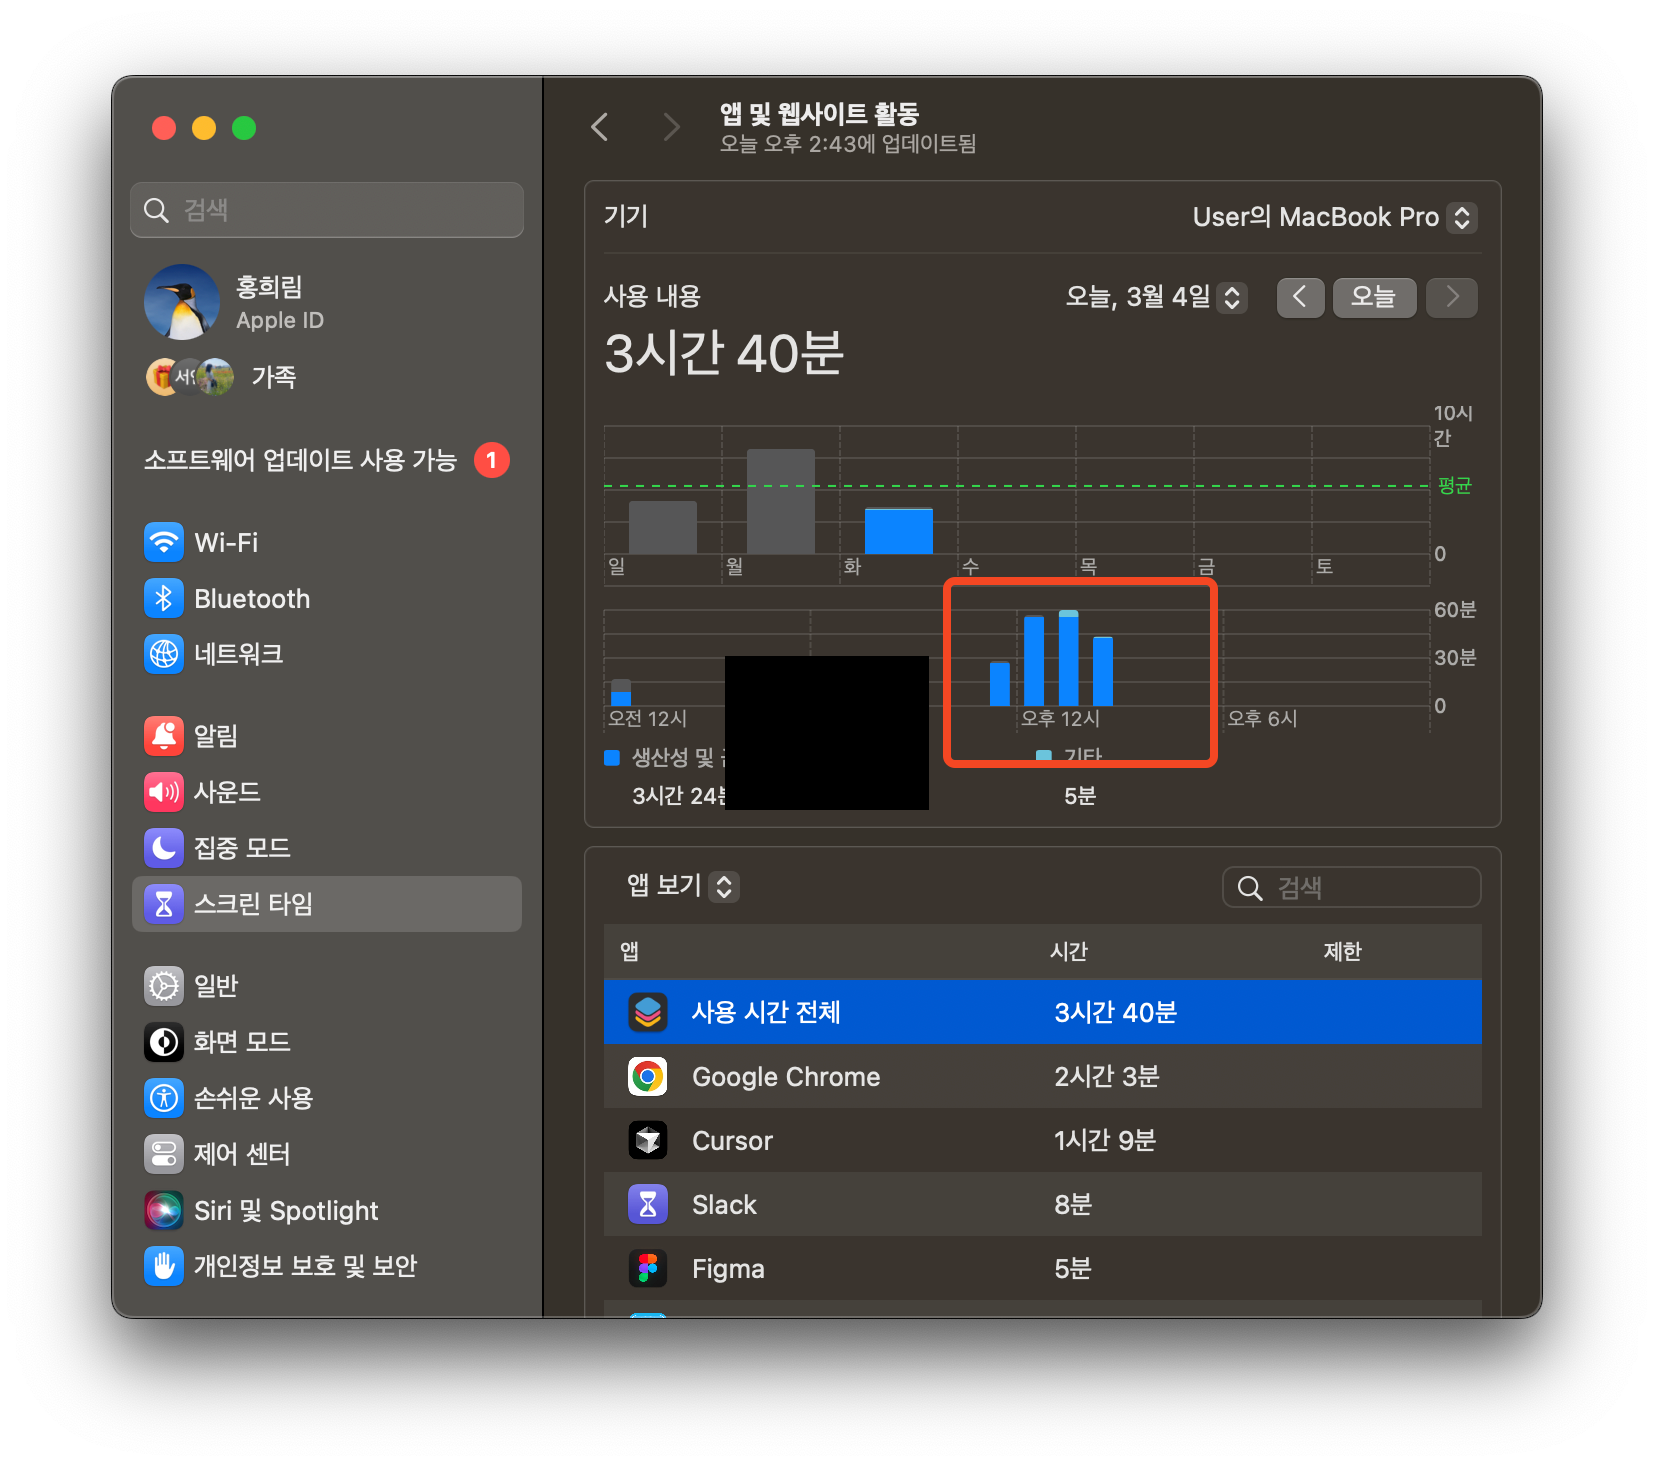 앱 및 웹사이트 활동
오늘 오후 2:43에 업데이트됨
검색
홍희림
Apple ID
가족
소프트웨어 업데이트 사용 가능 1
Wi-Fi
Bluetooth
네트워크
알림
사운드
집중 모드
스크린 타임
일반
화면 모드
손쉬운 사용
제어 센터
Siri 및 Spotlight
개인정보 보호 및 보안
기기 User의 MacBook Pro
사용 내용 오늘, 3월 4일 오늘
3시간 40분
10시
간
평균
0
일 월 화 수 목 금 토
60분
30분
0
오전 12시 오후 12시 오후 6시
생산성 및 기타
3시간 5분
앱 보기 검색
앱 시간 제한
사용 시간 전체 3시간 40분
Google Chrome 2시간 3분
Cursor 1시간 9분
Slack 8분
Figma 5분